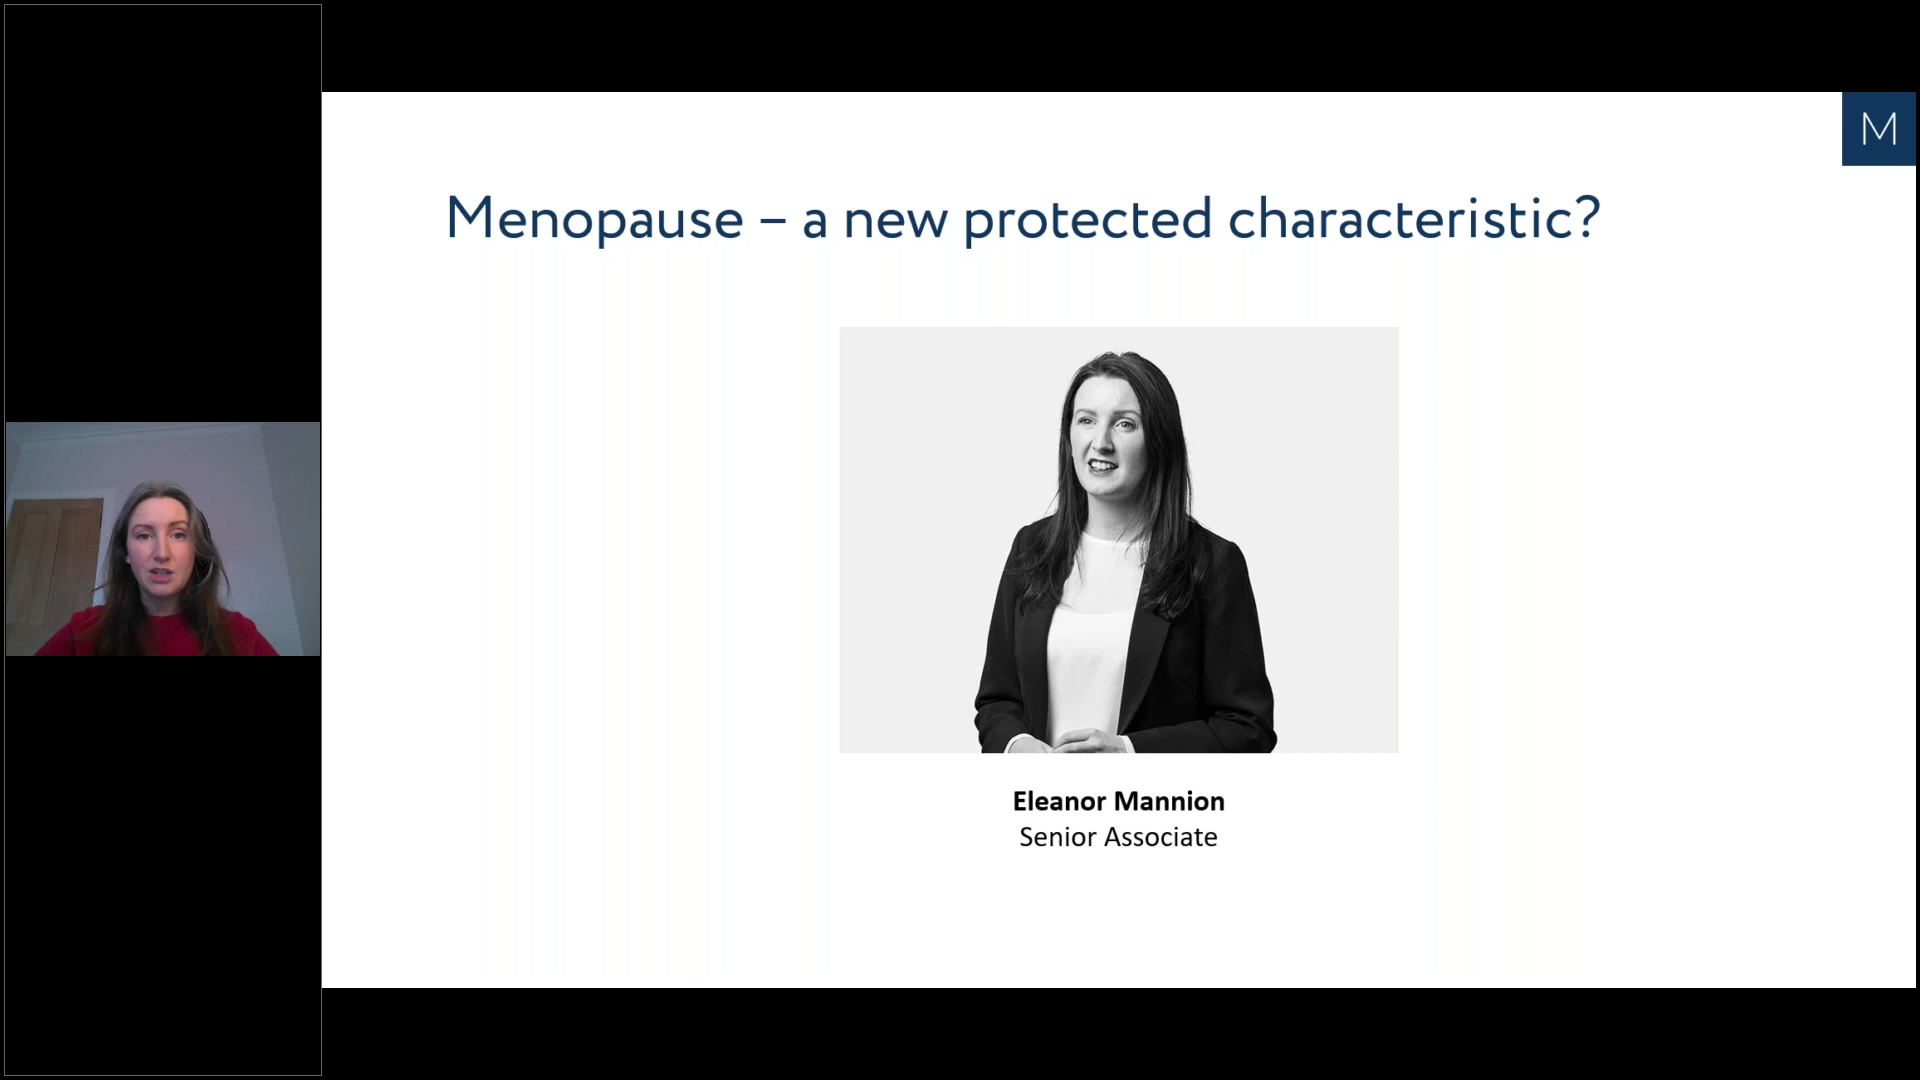 M
Menopause – a new protected characteristic?
Eleanor Mannion
Senior Associate